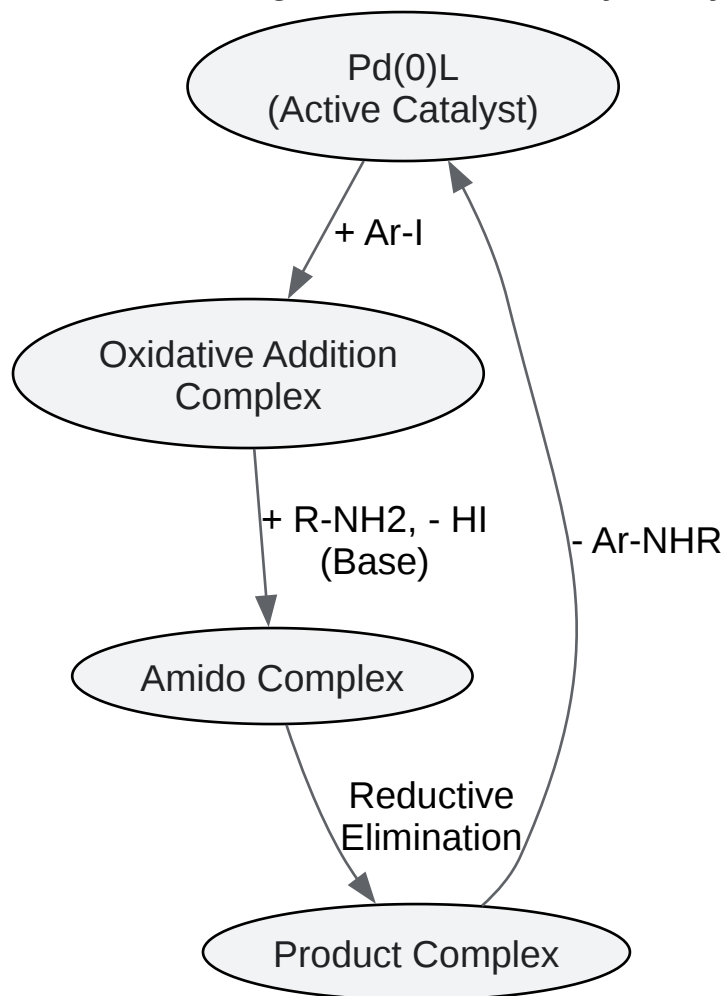 Pd(0)L
(Active Catalyst)
+ Ar-I
Oxidative Addition
Complex
+ R-NH2, - HI
(Base)
- Ar-NHR
Amido Complex
Reductive
Elimination
Product Complex